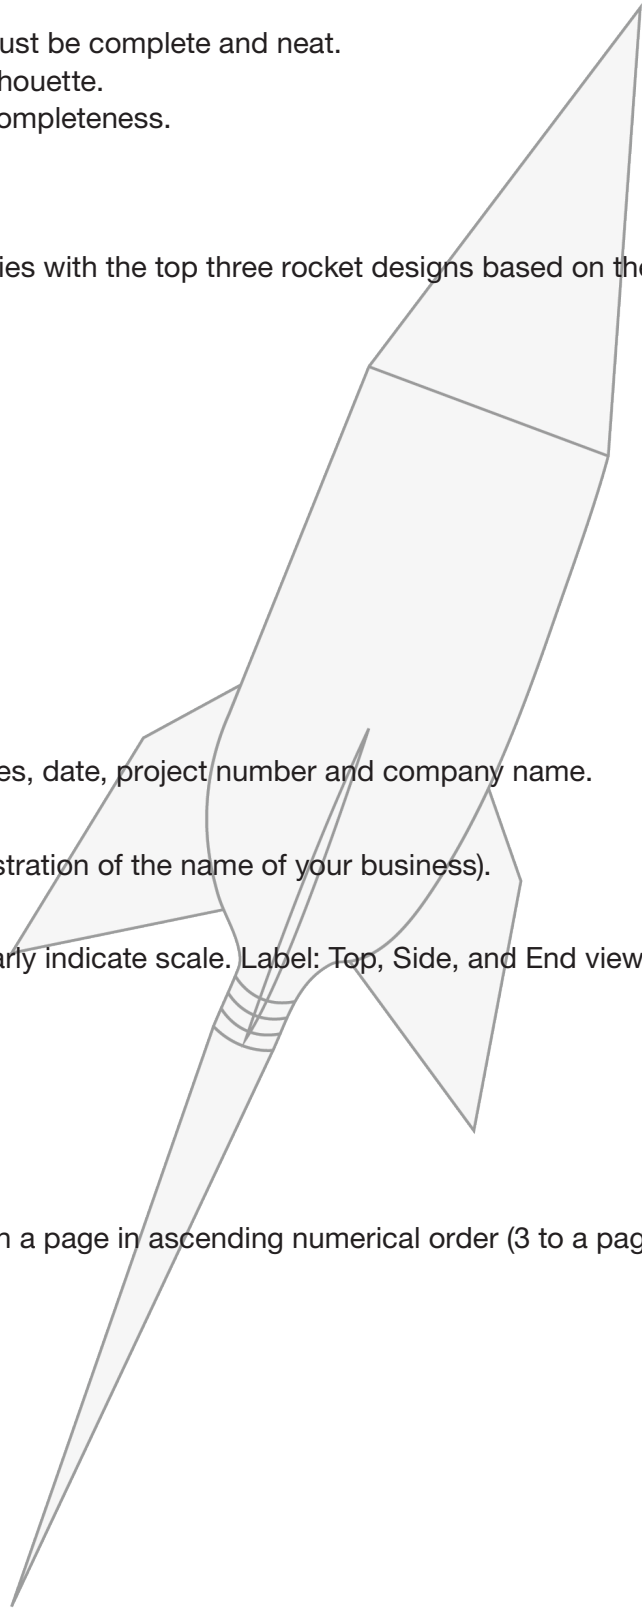 ust be complete and neat.
houette.
ompleteness.
ies with the top three rocket designs based on the
es, date, project number and company name.
stration of the name of your business).
arly indicate scale. Label: Top, Side, and End view
n a page in ascending numerical order (3 to a pag